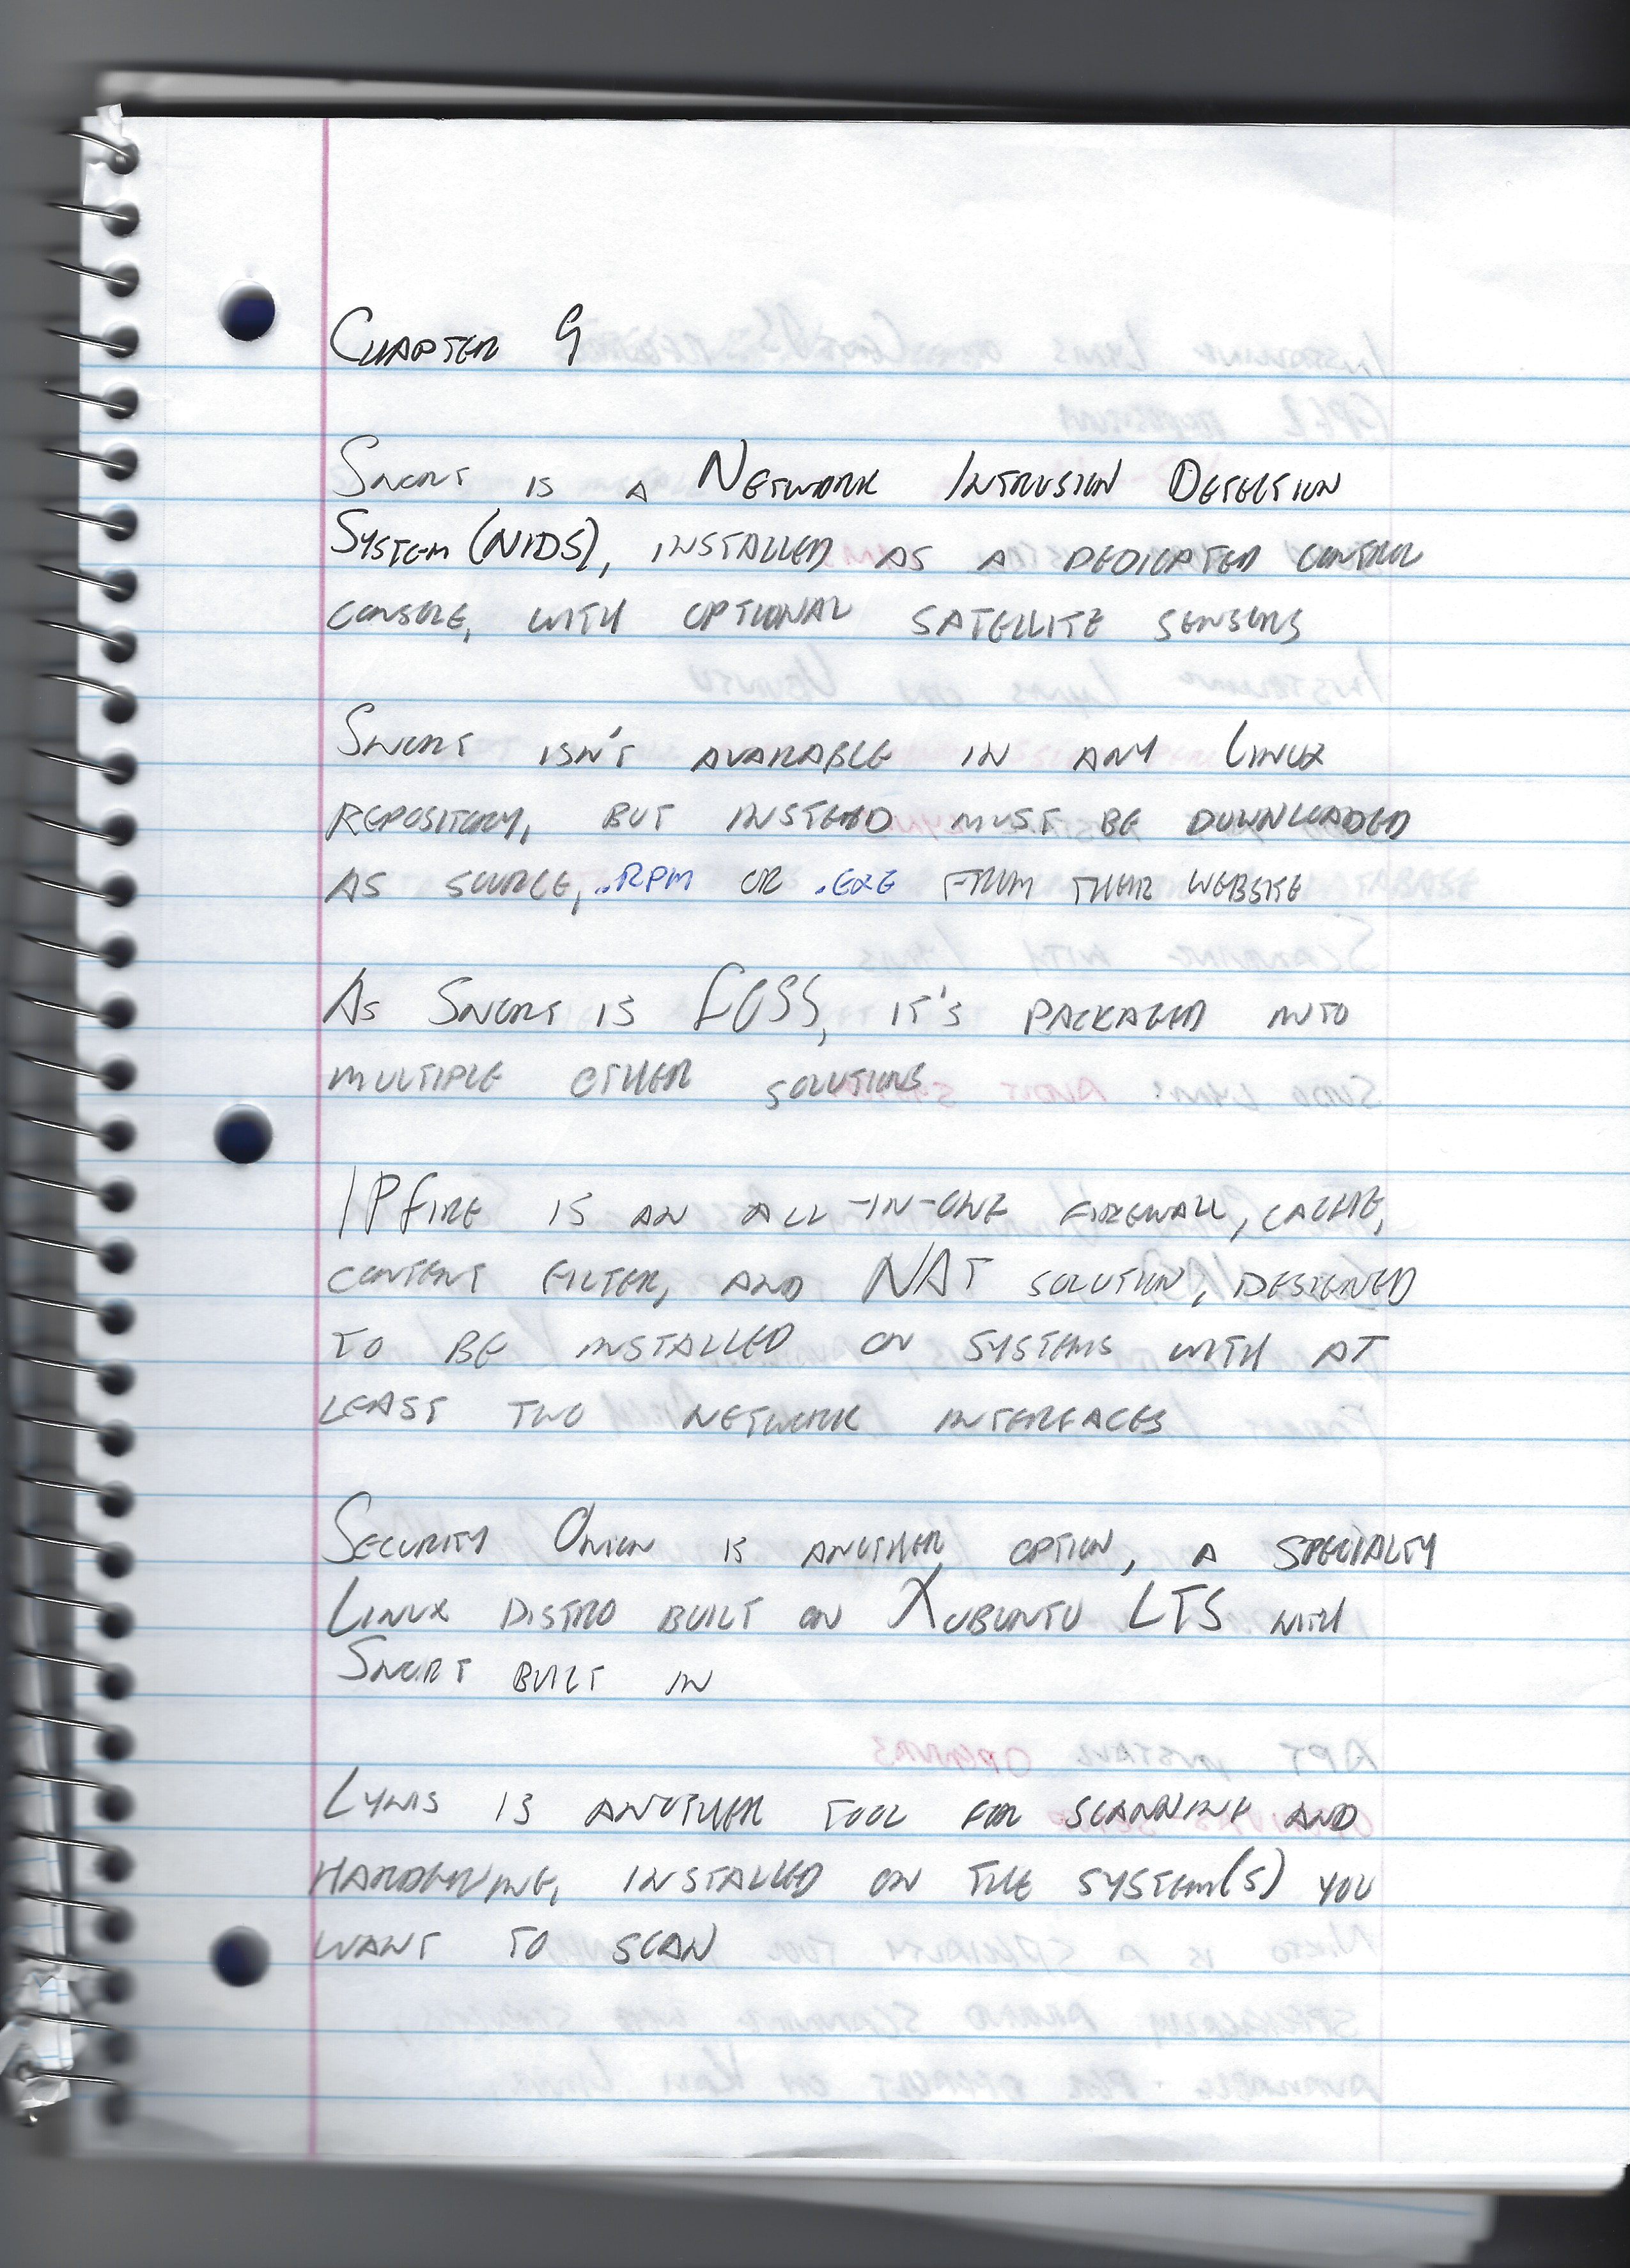 Chapter 9
Snort is a Network Intrusion Detection
System (NIDS), installed as a dedicated control
console, with optional satellite sensors
Snort isn't available in any Linux
repository, but instead must be downloaded
as source, .rpm or .exe from their website
As Snort is FOSS, it's packaged into
multiple other solutions
IPFire is an all-in-one firewall, cache,
content filter, and NAT solution, designed
to be installed on systems with at
least two network interfaces
Security Onion is another option, a specialty
Linux distro built on Xubuntu LTS with
Snort built in
Lynis is another tool for scanning and
hardening, installed on the system(s) you
want to scan